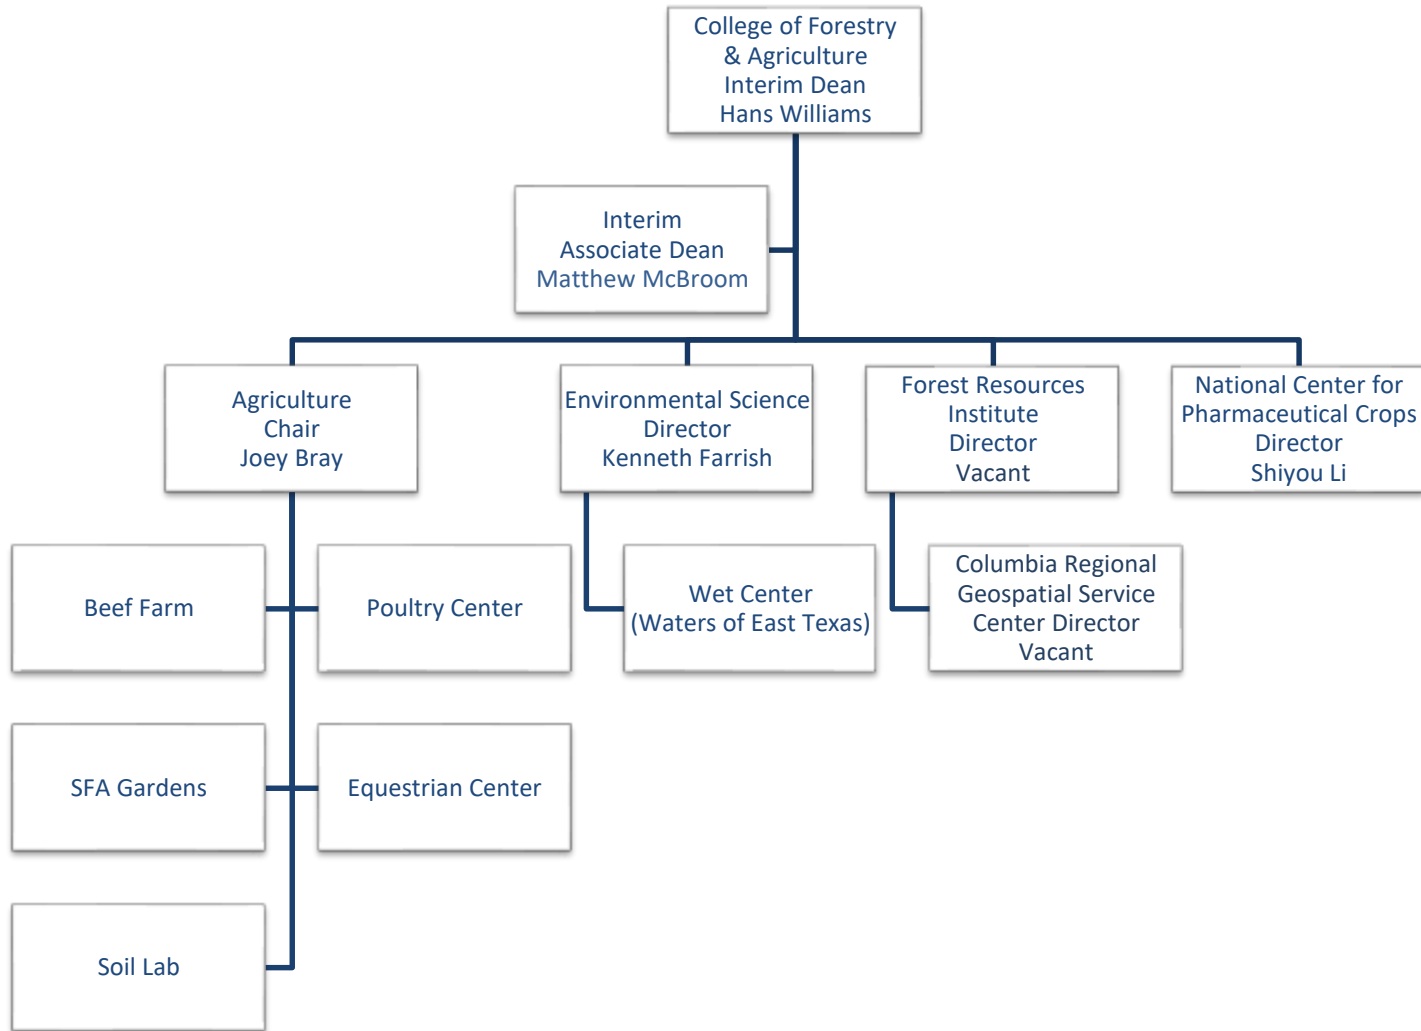 College of Forestry
& Agriculture
Interim Dean
Hans Williams
Interim
Associate Dean
Matthew McBroom
Agriculture
Chair
Joey Bray
Environmental Science
Director
Kenneth Farrish
Forest Resources
Institute
Director
Vacant
National Center for
Pharmaceutical Crops
Director
Shiyou Li
Beef Farm
Poultry Center
Wet Center
(Waters of East Texas)
Columbia Regional
Geospatial Service
Center Director
Vacant
SFA Gardens
Equestrian Center
Soil Lab